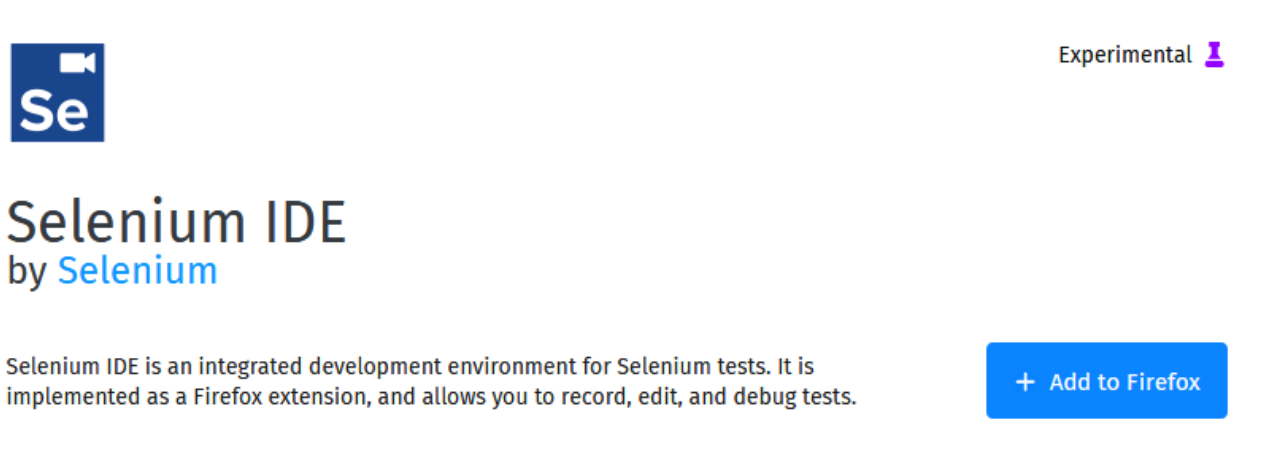 Se
Experimental
Selenium IDE
by Selenium
Selenium IDE is an integrated development environment for Selenium tests. It is
implemented as a Firefox extension, and allows you to record, edit, and debug tests.
+ Add to Firefox